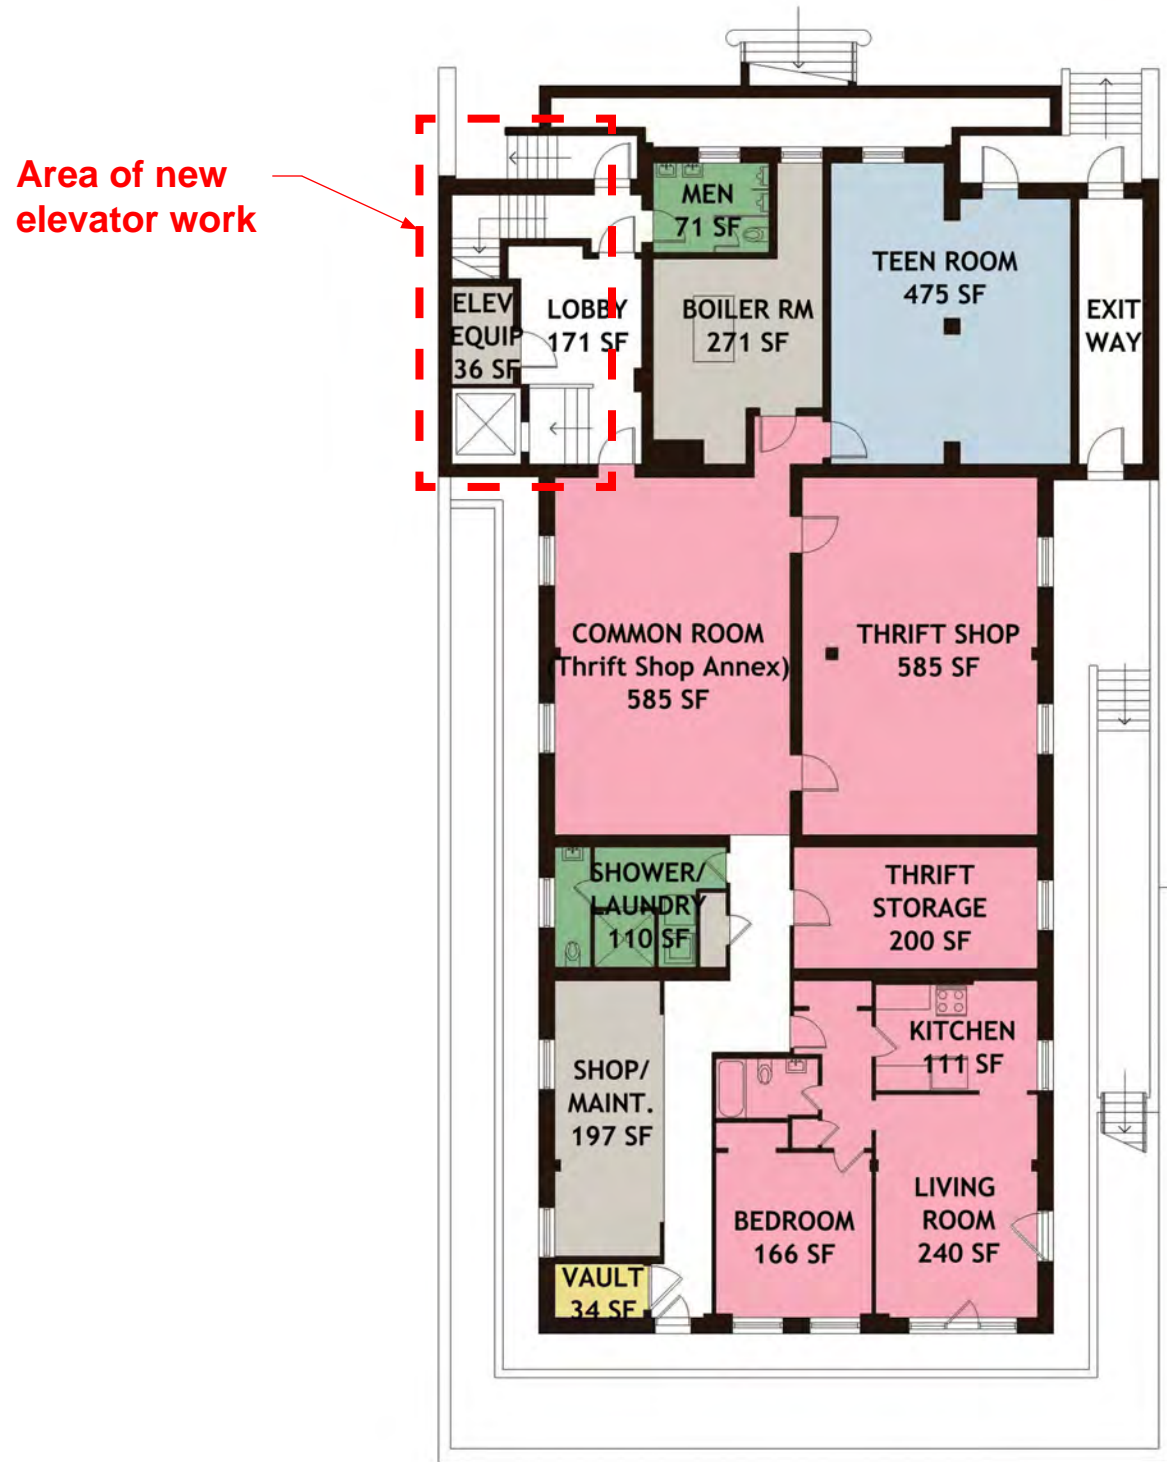 Area of new
elevator work
MEN
71 SF
TEEN ROOM
475 SF
ELEV
EQUIP
36 SF
LOBBY
171 SF
BOILER RM
271 SF
EXIT
WAY
COMMON ROOM
(Thrift Shop Annex)
585 SF
THRIFT SHOP
585 SF
SHOWER/
LAUNDRY
110 SF
THRIFT
STORAGE
200 SF
KITCHEN
111 SF
SHOP/
MAINT.
197 SF
BEDROOM
166 SF
LIVING
ROOM
240 SF
VAULT
34 SF